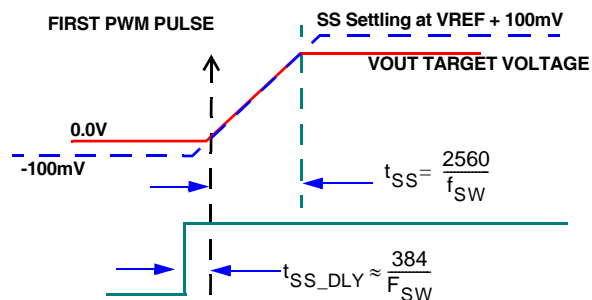 FIRST PWM PULSE
SS Settling at VREF + 100mV
VOUT TARGET VOLTAGE
0.0V
-100mV
tSS = 2560 / fSW
tSS_DLY ≈ 384 / FSW